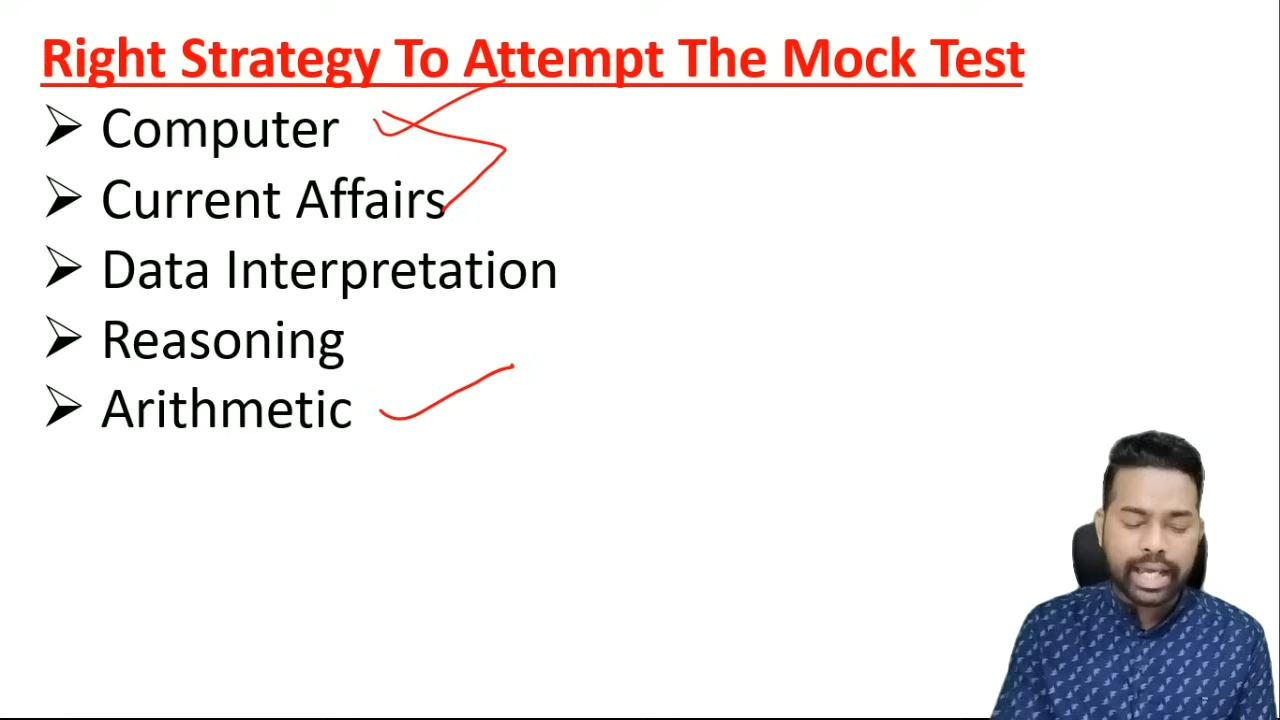 Right Strategy To Attempt The Mock Test
Computer
Current Affairs
Data Interpretation
Reasoning
Arithmetic